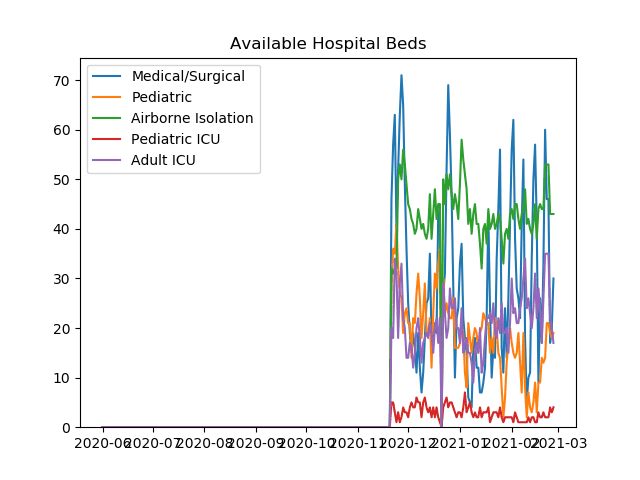 Available Hospital Beds
Medical/Surgical
Pediatric
Airborne Isolation
Pediatric ICU
Adult ICU
70
60
50
40
30
20
10
0
2020-06 2020-07 2020-08 2020-09 2020-10 2020-11 2020-12 2021-01 2021-02 2021-03